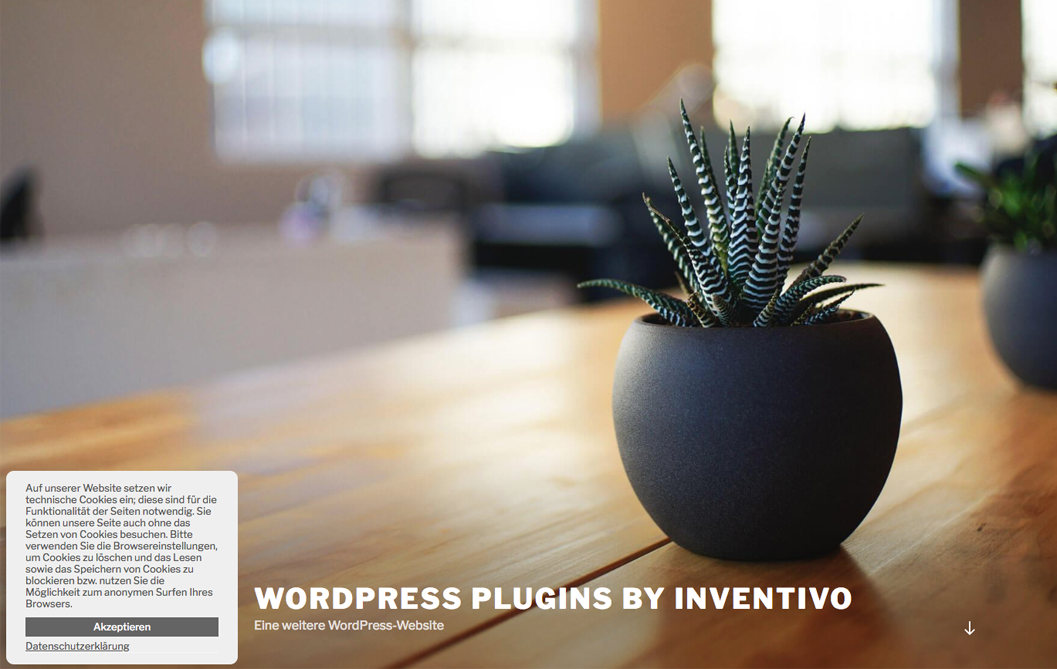 Auf unserer Website setzen wir
technische Cookies ein; diese sind für die
Funktionalität der Seiten notwendig. Sie
können unsere Seite auch ohne das
Setzen von Cookies besuchen. Bitte
verwenden Sie die Browsereinstellungen,
um Cookies zu löschen und das Lesen
sowie das Speichern von Cookies zu
blockieren bzw. nutzen Sie die
Möglichkeit zum anonymen Surfen Ihres
Browsers.
Akzeptieren
Datenschutzerklärung
WORDPRESS PLUGINS BY INVENTIVO
Eine weitere WordPress-Website